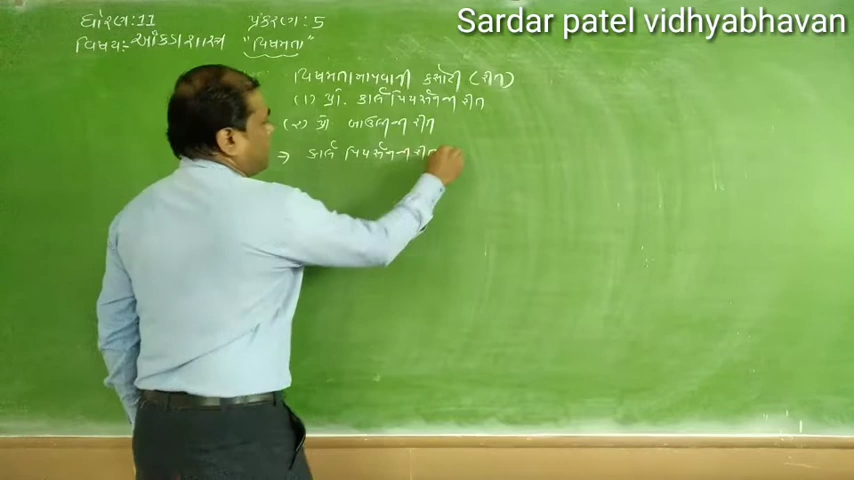 Sardar patel vidhyabhavan
ધોરણ: 11 પ્રકરણ: 5
વિષય:- આંકડાશાસ્ત્ર "વિષમતા"
વિષમતા માપવાની કસોટી (રીત)
(1) પ્રો. કાર્લ પિયર્સનની રીત
(૨) પ્રો બાઉલીની રીત
⇒ કાર્લ પિયર્સનની રીત